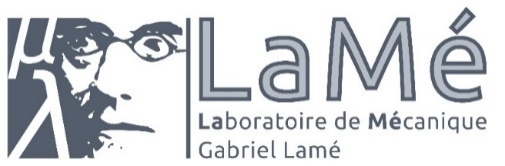 μ
λ
LaMé
Laboratoire de Mécanique
Gabriel Lamé